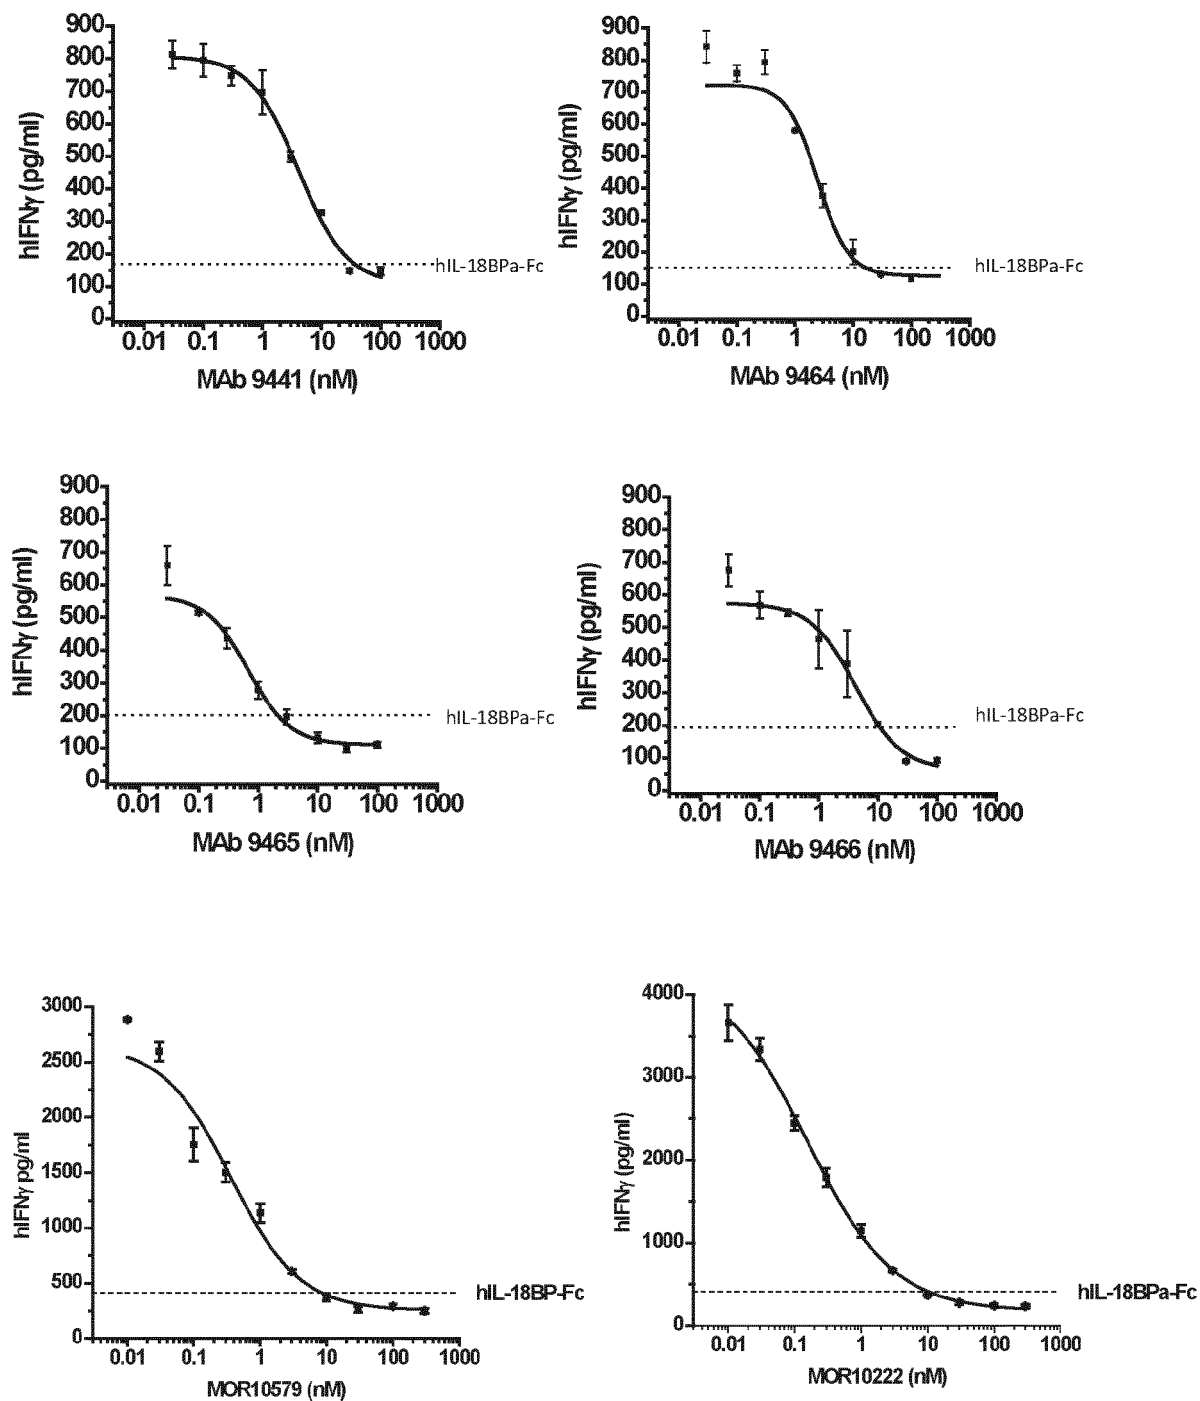 900
800
700
600
500
400
300
200
100
0
hIFNγ (pg/ml)
hIL-18BPa-Fc
0.01 0.1 1 10 100 1000
MAb 9441 (nM)
900
800
700
600
500
400
300
200
100
0
hIFNγ (pg/ml)
hIL-18BPa-Fc
0.01 0.1 1 10 100 1000
MAb 9464 (nM)
900
800
700
600
500
400
300
200
100
0
hIFNγ (pg/ml)
hIL-18BPa-Fc
0.01 0.1 1 10 100 1000
MAb 9465 (nM)
900
800
700
600
500
400
300
200
100
0
hIFNγ (pg/ml)
hIL-18BPa-Fc
0.01 0.1 1 10 100 1000
MAb 9466 (nM)
3000
2500
2000
1500
1000
500
0
hIFNγ pg/ml
hIL-18BP-Fc
0.01 0.1 1 10 100 1000
MOR10579 (nM)
4000
3000
2000
1000
0
hIFNγ (pg/ml)
hIL-18BPa-Fc
0.01 0.1 1 10 100 1000
MOR10222 (nM)